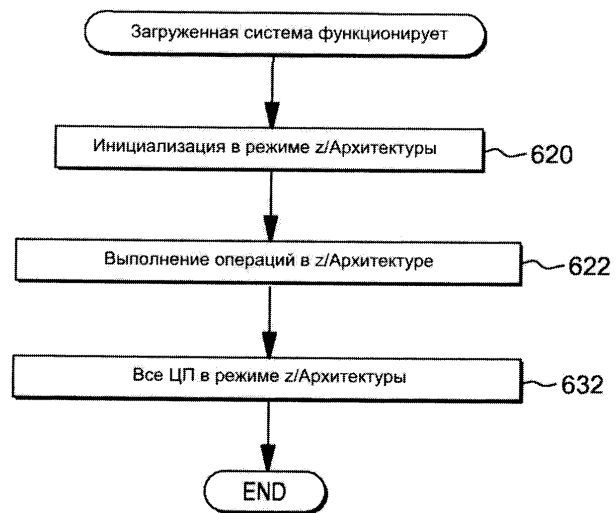 Загруженная система функционирует
Инициализация в режиме z/Архитектуры
620
Выполнение операций в z/Архитектуре
622
Все ЦП в режиме z/Архитектуры
632
END